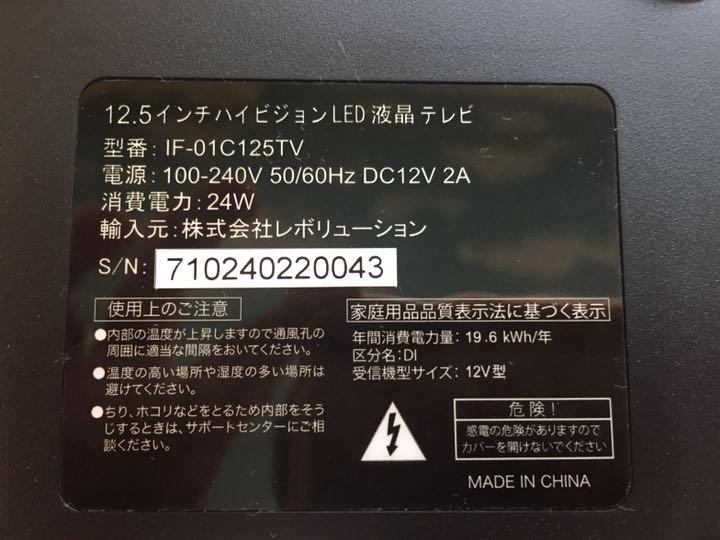 12.5インチハイビジョンLED 液晶テレビ
型番: IF-01C125TV
電源: 100-240V 50/60Hz DC12V 2A
消費電力: 24W
輸入元: 株式会社レボリューション
S/N: 710240220043
使用上のご注意
●内部の温度が上昇しますので通風孔の
周囲に適当な間隔をおいてください。
●温度の高い場所や湿度の多い場所は
避けてください。
●ちり、ホコリなどをとるため内部をそう
じするときは、サポートセンターにご相
談ください。
家庭用品品質表示法に基づく表示
年間消費電力量: 19.6 kWh/年
区分名: DI
受信機型サイズ: 12V型
危険!
感電の危険がありますので
カバーを開けないでください
MADE IN CHINA